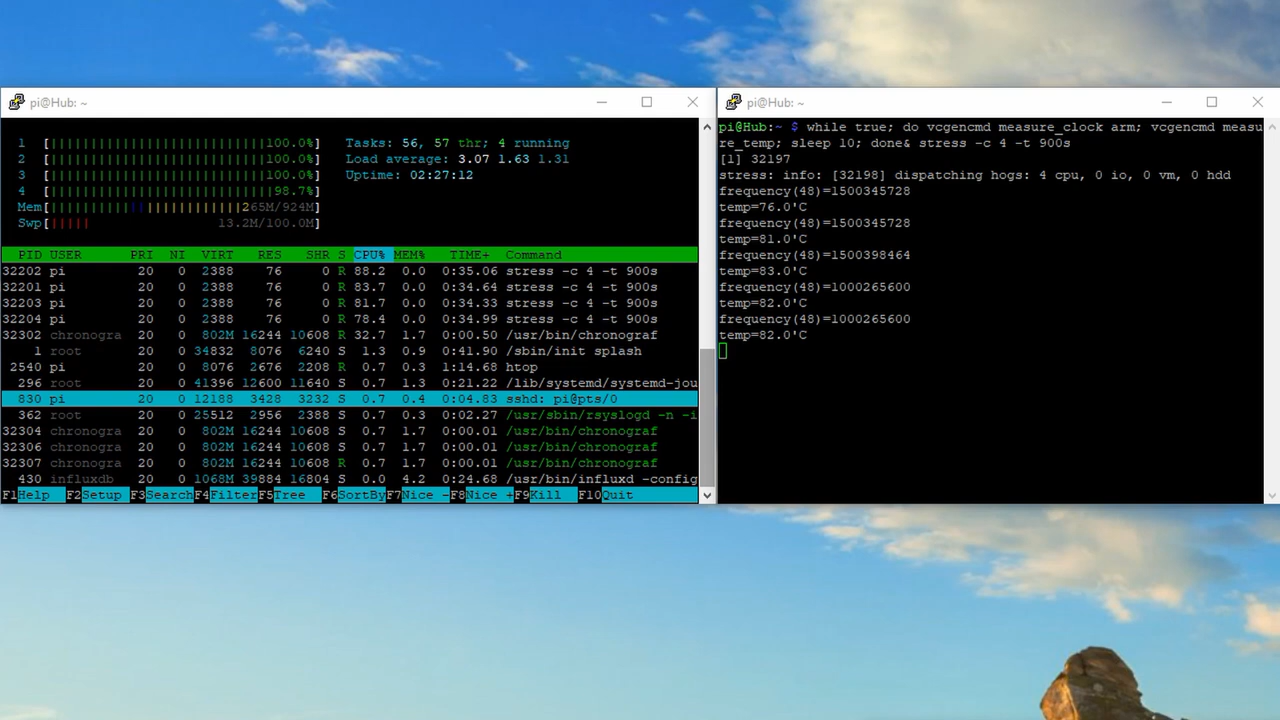 pi@Hub: ~
1 [||||||||||||||||||||||||||100.0%] Tasks: 56, 57 thr; 4 running
2 [||||||||||||||||||||||||||100.0%] Load average: 3.07 1.63 1.31
3 [||||||||||||||||||||||||||100.0%] Uptime: 02:27:12
4 [|||||||||||||||||||||||||||98.7%]
Mem[||||||||||||||||||||||||265M/924M]
Swp[||||| 13.2M/100.0M]
PID USER PRI NI VIRT RES SHR S CPU% MEM% TIME+ Command
32202 pi 20 0 2388 76 0 R 88.2 0.0 0:35.06 stress -c 4 -t 900s
32201 pi 20 0 2388 76 0 R 83.7 0.0 0:34.64 stress -c 4 -t 900s
32203 pi 20 0 2388 76 0 R 81.7 0.0 0:34.33 stress -c 4 -t 900s
32204 pi 20 0 2388 76 0 R 78.4 0.0 0:34.99 stress -c 4 -t 900s
32302 chronogra 20 0 802M 16244 10608 R 32.7 1.7 0:00.50 /usr/bin/chronograf
1 root 20 0 34832 8076 6240 S 1.3 0.9 0:41.90 /sbin/init splash
2540 pi 20 0 8076 2676 2208 R 0.7 0.3 1:14.68 htop
296 root 20 0 41396 12600 11640 S 0.7 1.3 0:21.22 /lib/systemd/systemd-jou
830 pi 20 0 12188 3428 3232 S 0.7 0.4 0:04.83 sshd: pi@pts/0
362 root 20 0 25512 2956 2388 S 0.7 0.3 0:02.27 /usr/sbin/rsyslogd -n -i
32304 chronogra 20 0 802M 16244 10608 S 0.7 1.7 0:00.01 /usr/bin/chronograf
32306 chronogra 20 0 802M 16244 10608 S 0.7 1.7 0:00.01 /usr/bin/chronograf
32307 chronogra 20 0 802M 16244 10608 R 0.7 1.7 0:00.01 /usr/bin/chronograf
430 influxdb 20 0 1068M 39884 16804 S 0.0 4.2 2:24.68 /usr/bin/influxd -config
F1Help F2Setup F3SearchF4FilterF5Tree F6SortByF7Nice -F8Nice +F9Kill F10Quit
pi@Hub: ~
pi@Hub:~ $ while true; do vcgencmd measure_clock arm; vcgencmd measu
re_temp; sleep 10; done& stress -c 4 -t 900s
[1] 32197
stress: info: [32198] dispatching hogs: 4 cpu, 0 io, 0 vm, 0 hdd
frequency(48)=1500345728
temp=76.0'C
frequency(48)=1500345728
temp=81.0'C
frequency(48)=1500398464
temp=83.0'C
frequency(48)=1000265600
temp=82.0'C
frequency(48)=1000265600
temp=82.0'C